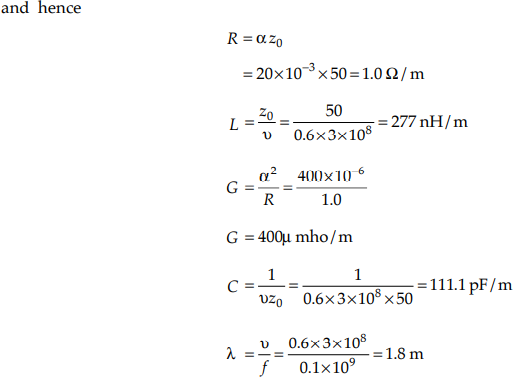 and hence
R = αz₀
= 20×10⁻³×50 = 1.0 Ω/m
L = z₀/υ = 50/(0.6×3×10⁸) = 277 nH/m
G = α²/R = 400×10⁻⁶/1.0
G = 400μ mho/m
C = 1/(υz₀) = 1/(0.6×3×10⁸×50) = 111.1 pF/m
λ = υ/f = (0.6×3×10⁸)/(0.1×10⁹) = 1.8 m